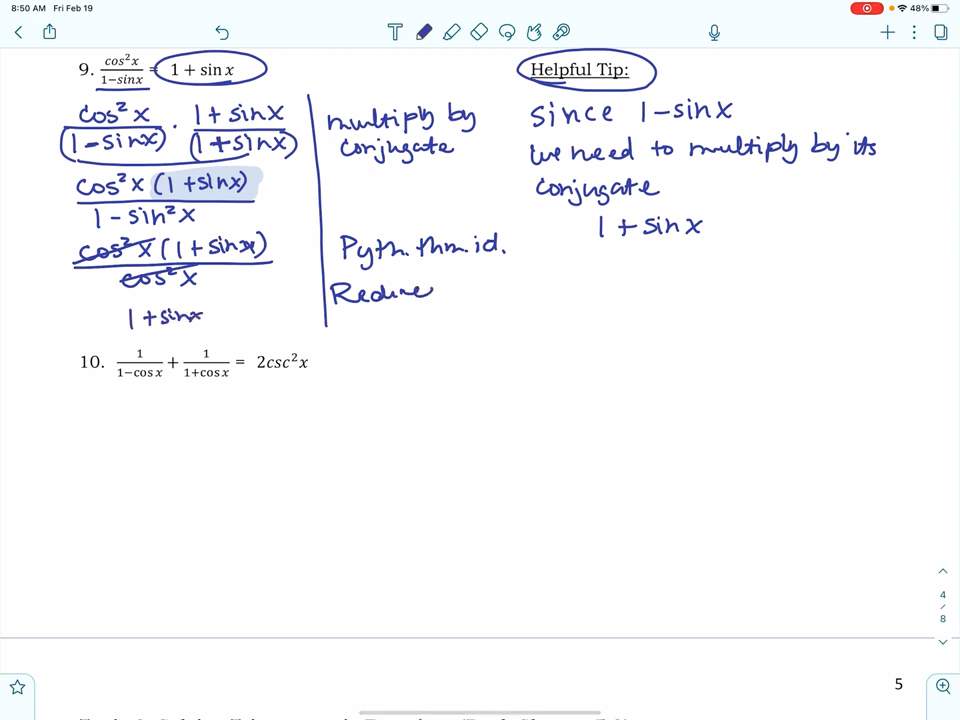 8:50 AM Fri Feb 19 48%
9. cos²x / 1−sinx = 1 + sin x
Helpful Tip:
cos²x / (1 − sinx) · 1 + sinx / (1 + sinx)
multiply by
conjugate
since 1 − sinx
we need to multiply by its
conjugate
1 + sin x
cos²x (1 + sinx) / 1 − sin²x
cos²x (1 + sinx) / cos²x
Pyth. thm. id.
Reduce
1 + sinx
10. 1 / 1−cos x + 1 / 1+cos x = 2csc²x
4
/
8
5